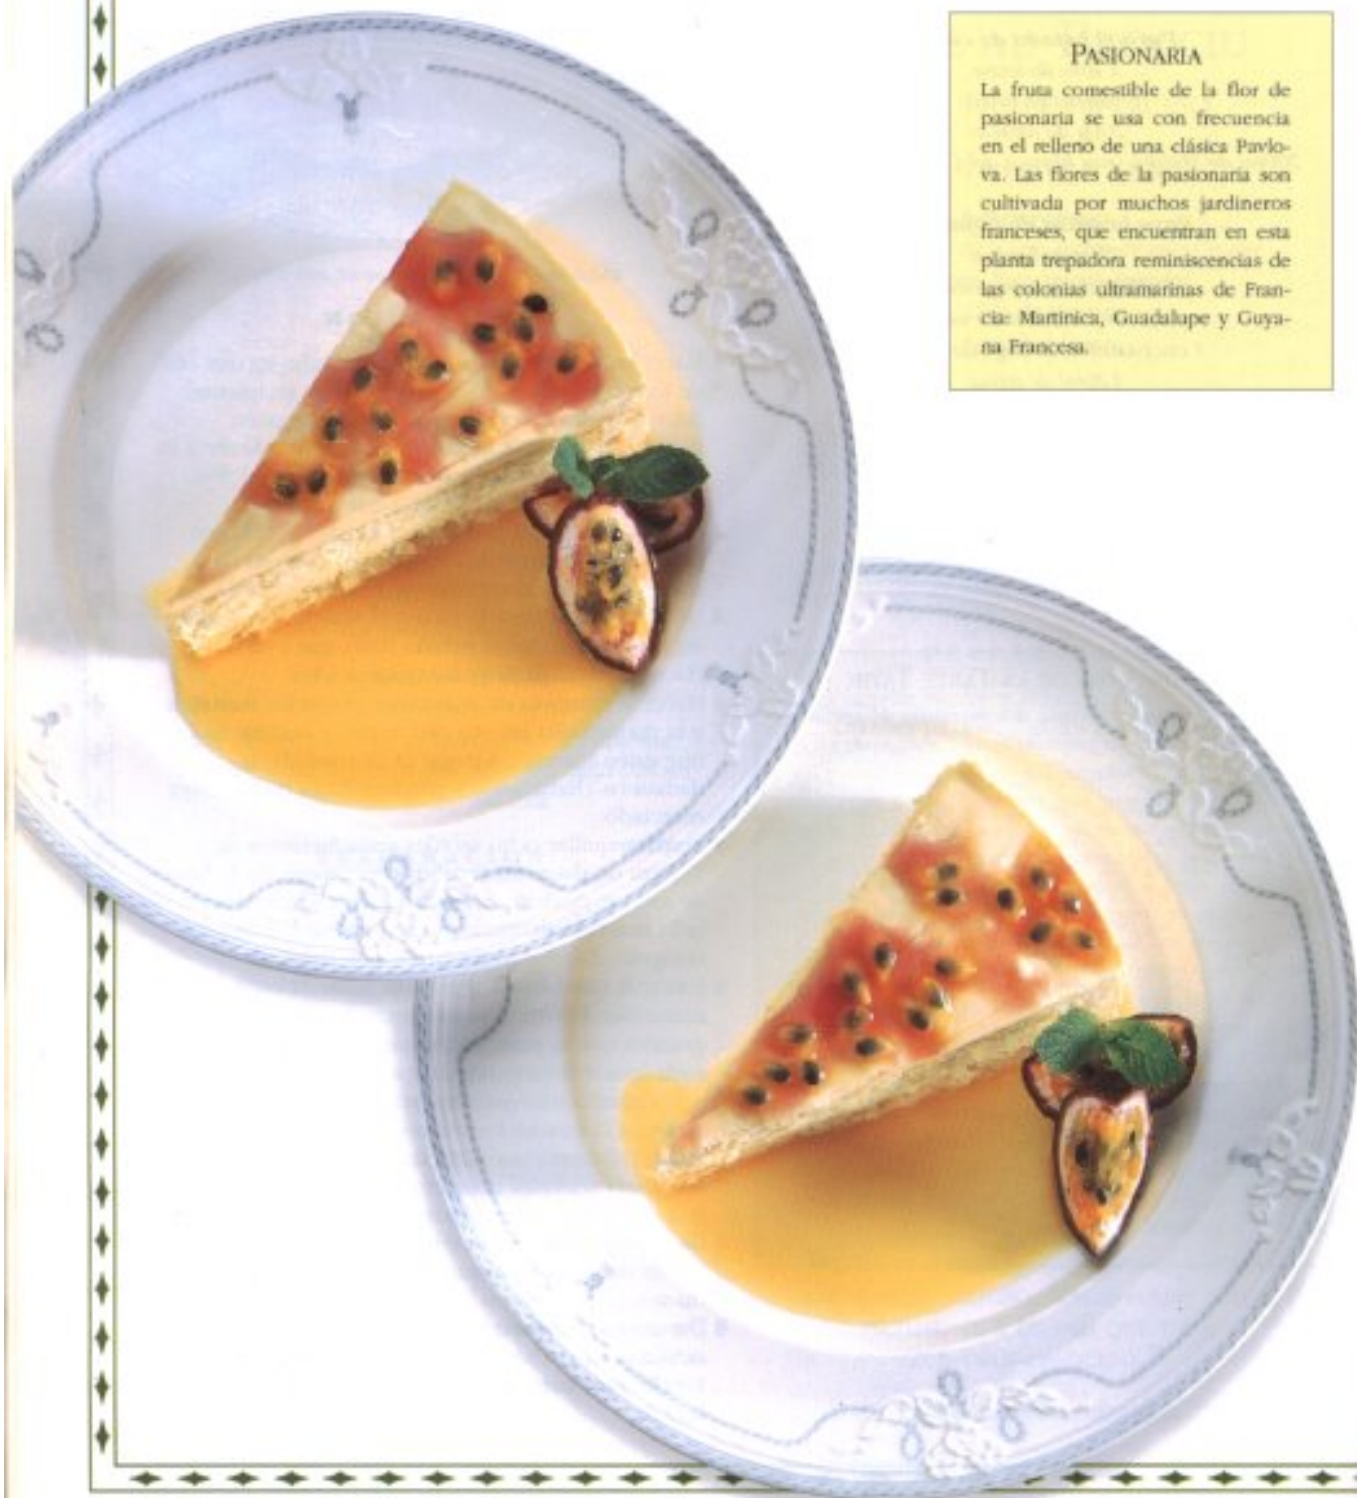 PASIONARIA
La fruta comestible de la flor de
pasionaria se usa con frecuencia
en el relleno de una clásica Pavlo-
va. Las flores de la pasionaria son
cultivada por muchos jardineros
franceses, que encuentran en esta
planta trepadora reminiscencias de
las colonias ultramarinas de Fran-
cia: Martinica, Guadalupe y Guya-
na Francesa.